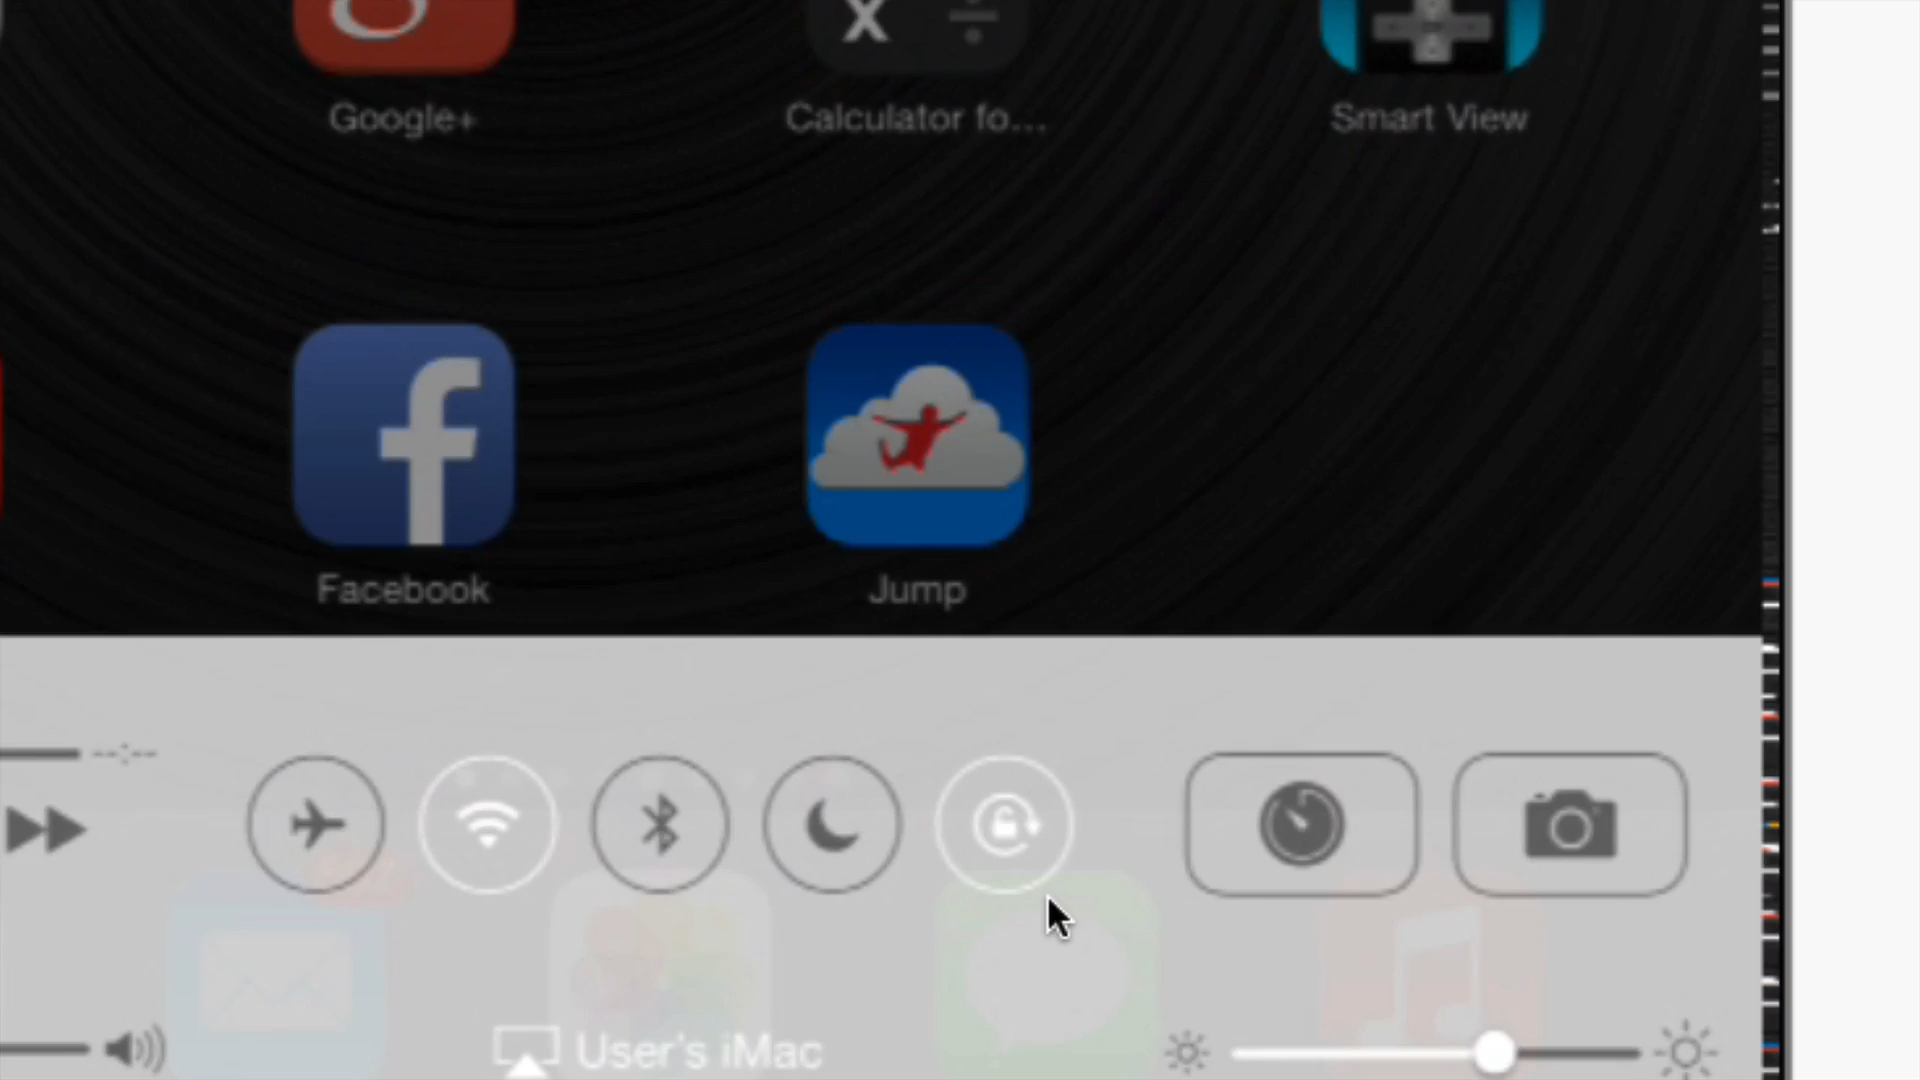 Google+
Calculator fo...
Smart View
Facebook
Jump
--:--
User's iMac